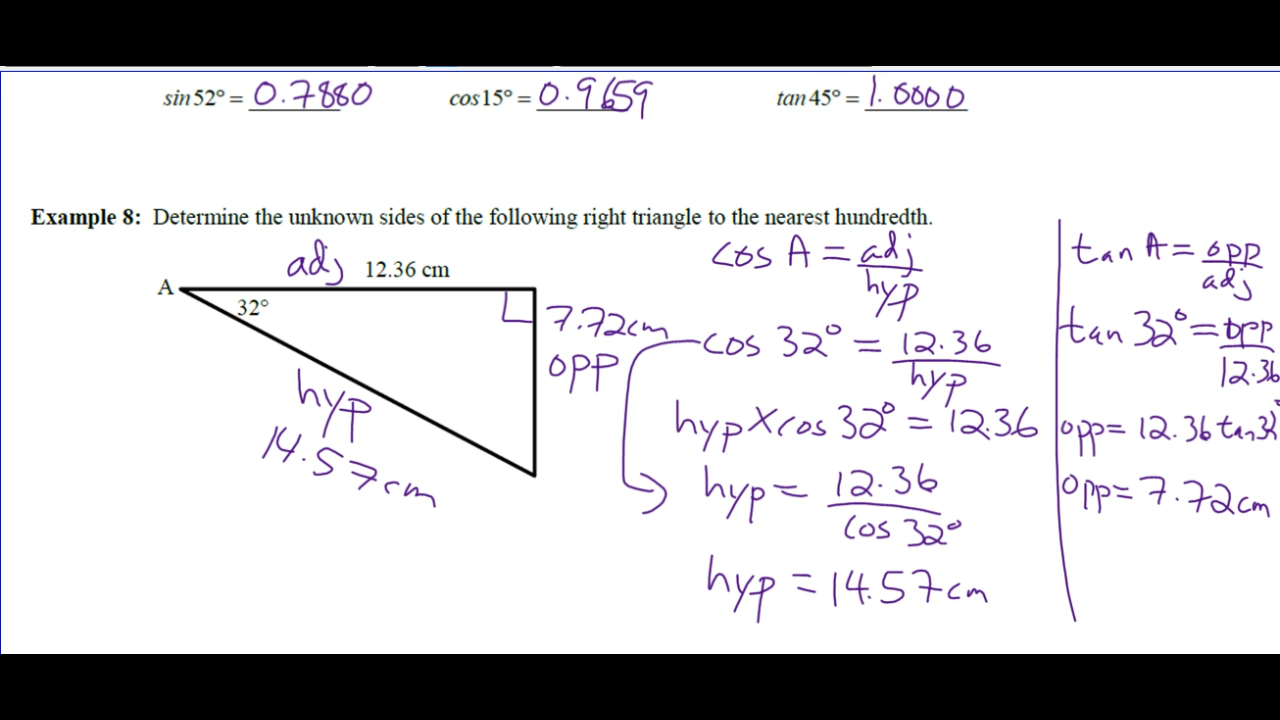 sin 52° = 0.7880
cos 15° = 0.9659
tan 45° = 1.0000
Example 8: Determine the unknown sides of the following right triangle to the nearest hundredth.
adj 12.36 cm
A
32°
7.72cm
opp
hyp
14.57cm
cos A = adj/hyp
cos 32° = 12.36/hyp
hyp × cos 32° = 12.36
hyp = 12.36/cos 32°
hyp = 14.57cm
tan A = opp/adj
tan 32° = opp/12.36
opp = 12.36 tan 32°
opp = 7.72cm